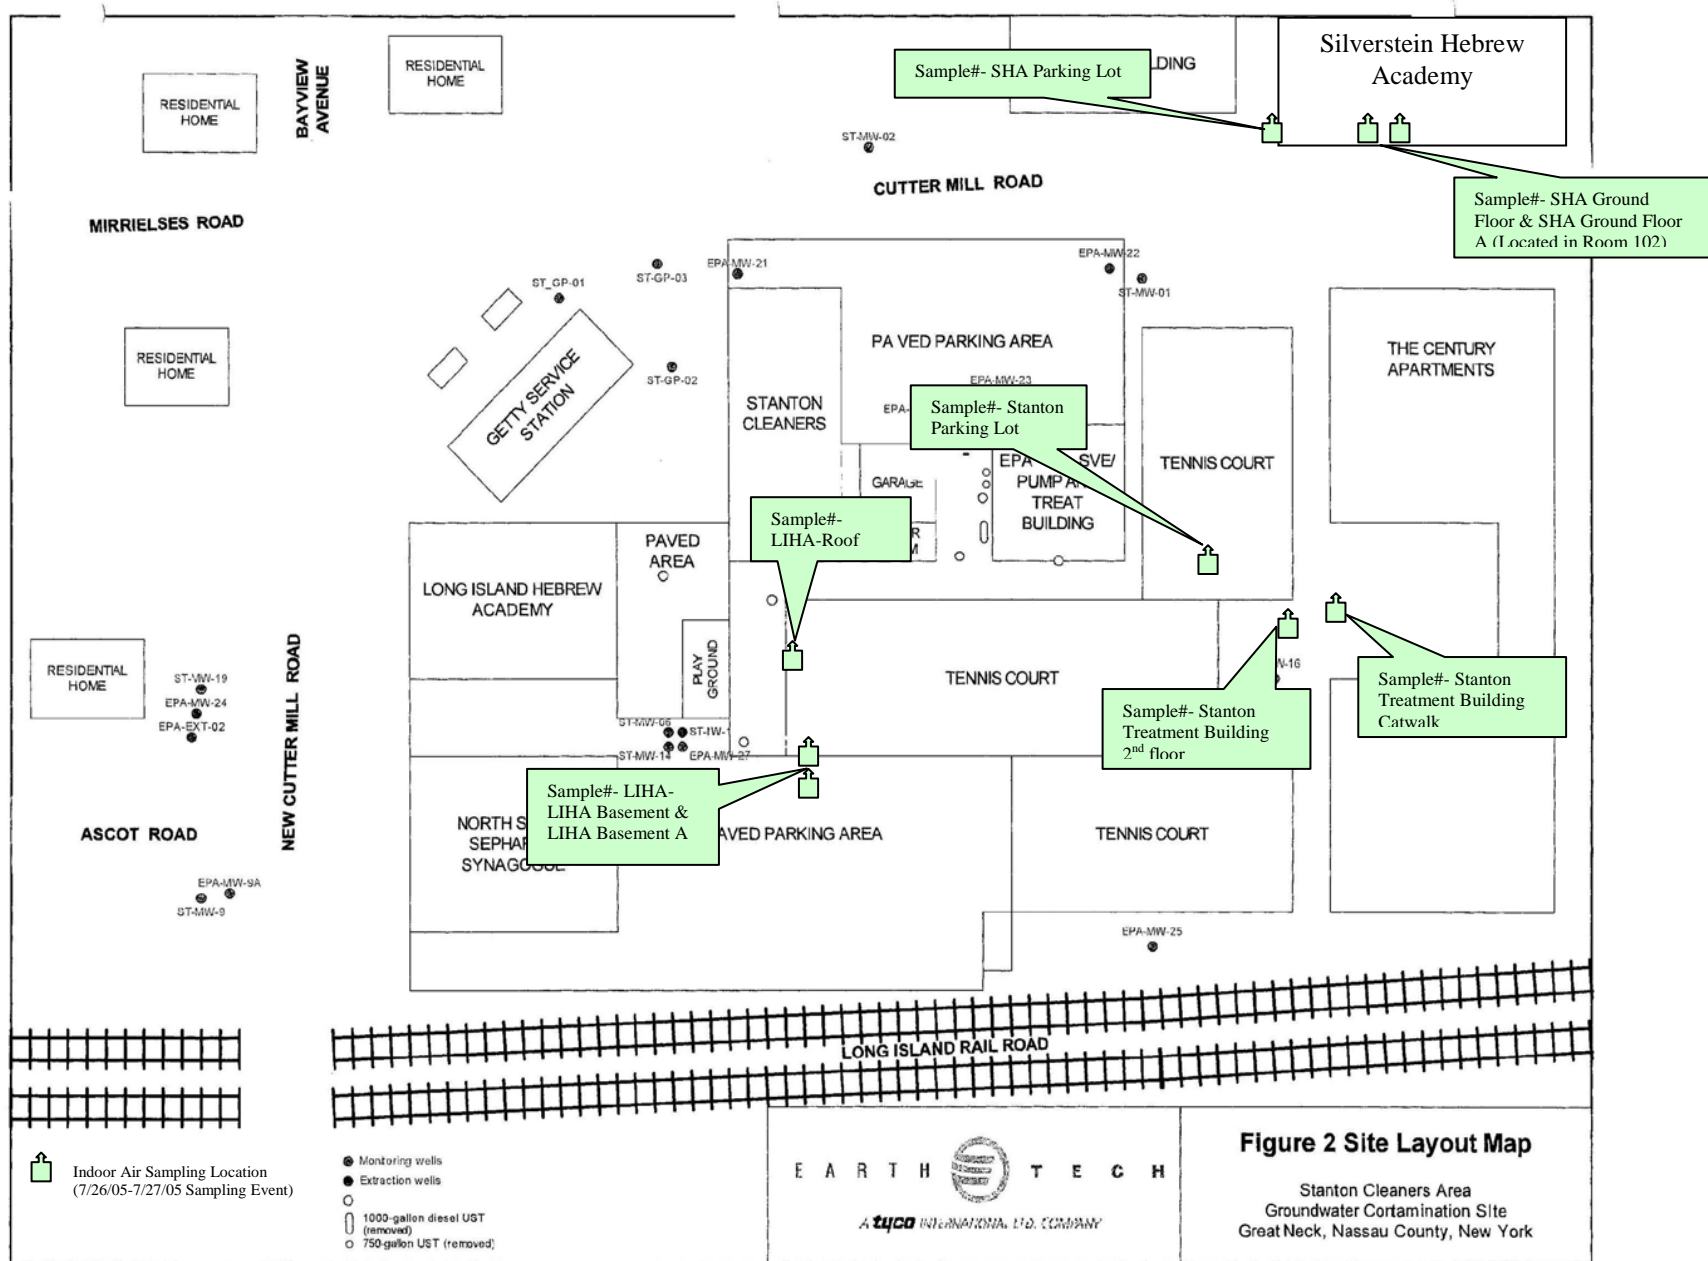 Silverstein Hebrew
Academy
Sample#- SHA Parking Lot
RESIDENTIAL
HOME
BAYVIEW
AVENUE
RESIDENTIAL
HOME
ST-MW-02
CUTTER MILL ROAD
MIRRIELSES ROAD
Sample#- SHA Ground
Floor & SHA Ground Floor
A (Located in Room 102)
ST_GP-01
ST-GP-03
EPA-MW-21
EPA-MW-22
ST-MW-01
RESIDENTIAL
HOME
GETTY SERVICE
STATION
ST-GP-02
PA VED PARKING AREA
EPA-MW-23
THE CENTURY
APARTMENTS
STANTON
CLEANERS
Sample#- Stanton
Parking Lot
GARAGE
EPA SVE/
TREAT
BUILDING
TENNIS COURT
Sample#-
LIHA-Roof
PAVED
AREA
LONG ISLAND HEBREW
ACADEMY
PLAY
GROUND
TENNIS COURT
RESIDENTIAL
HOME
ST-MW-19
EPA-MW-24
EPA-EXT-02
NEW CUTTER MILL ROAD
Sample#- Stanton
Treatment Building
2nd floor
Sample#- Stanton
Treatment Building
Catwalk
ST-MW-06
ST-MW-14
EPA-MW-27
Sample#- LIHA-
LIHA Basement &
LIHA Basement A
ASCOT ROAD
NORTH
SYNAGOGUE
PARKING AREA
TENNIS COURT
EPA-MW-9A
ST-MW-9
EPA-MW-25
LONG ISLAND RAIL ROAD
Indoor Air Sampling Location
(7/26/05-7/27/05 Sampling Event)
Monitoring wells
Extraction wells
1000-gallon diesel UST
(removed)
750-gallon UST (removed)
EARTH TECH
A tyco INTERNATIONAL LTD. COMPANY
Figure 2 Site Layout Map
Stanton Cleaners Area
Groundwater Contamination Site
Great Neck, Nassau County, New York